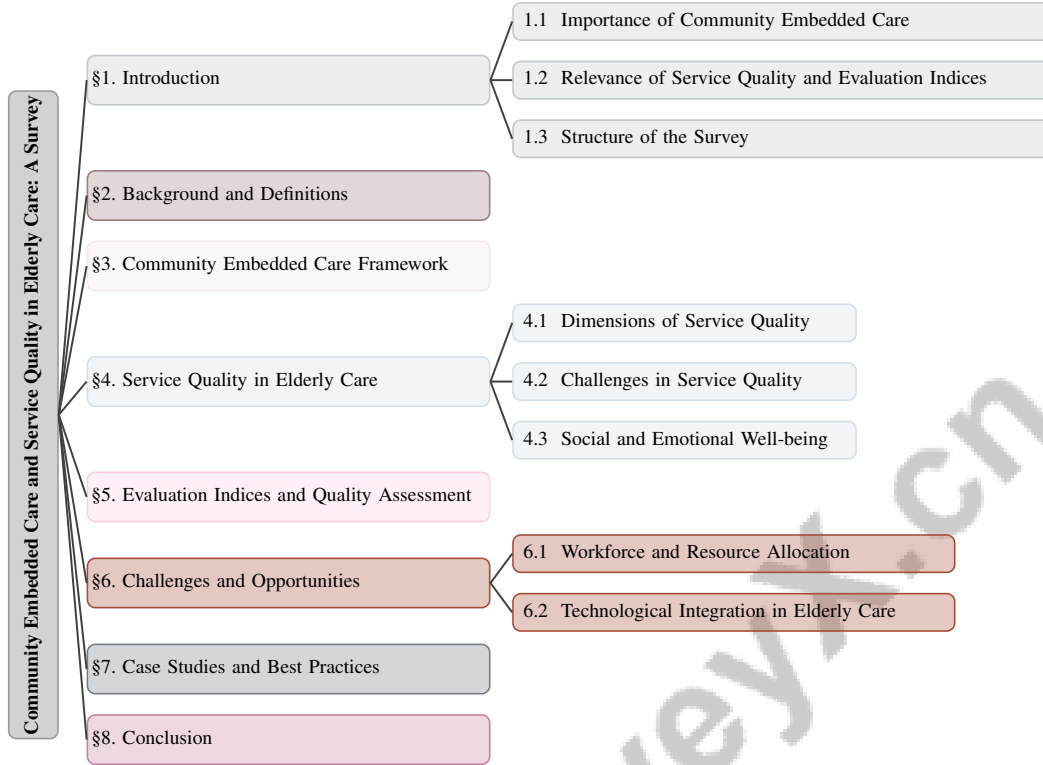 Community Embedded Care and Service Quality in Elderly Care: A Survey
§1. Introduction
1.1 Importance of Community Embedded Care
1.2 Relevance of Service Quality and Evaluation Indices
1.3 Structure of the Survey
§2. Background and Definitions
§3. Community Embedded Care Framework
§4. Service Quality in Elderly Care
4.1 Dimensions of Service Quality
4.2 Challenges in Service Quality
4.3 Social and Emotional Well-being
§5. Evaluation Indices and Quality Assessment
§6. Challenges and Opportunities
6.1 Workforce and Resource Allocation
6.2 Technological Integration in Elderly Care
§7. Case Studies and Best Practices
§8. Conclusion
eyX.cn